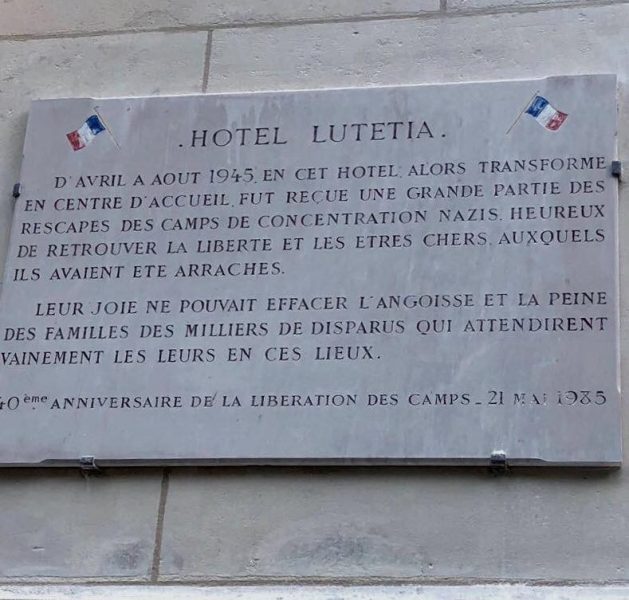 .HOTEL LUTETIA.
D'AVRIL A AOUT 1945, EN CET HOTEL, ALORS TRANSFORME
EN CENTRE D'ACCUEIL, FUT REÇUE UNE GRANDE PARTIE DES
RESCAPES DES CAMPS DE CONCENTRATION NAZIS, HEUREUX
DE RETROUVER LA LIBERTE ET LES ETRES CHERS, AUXQUELS
ILS AVAIENT ETE ARRACHES.
LEUR JOIE NE POUVAIT EFFACER L'ANGOISSE ET LA PEINE
DES FAMILLES DES MILLIERS DE DISPARUS QUI ATTENDIRENT
VAINEMENT LES LEURS EN CES LIEUX.
40ème ANNIVERSAIRE DE LA LIBERATION DES CAMPS _ 21 MAI 1985